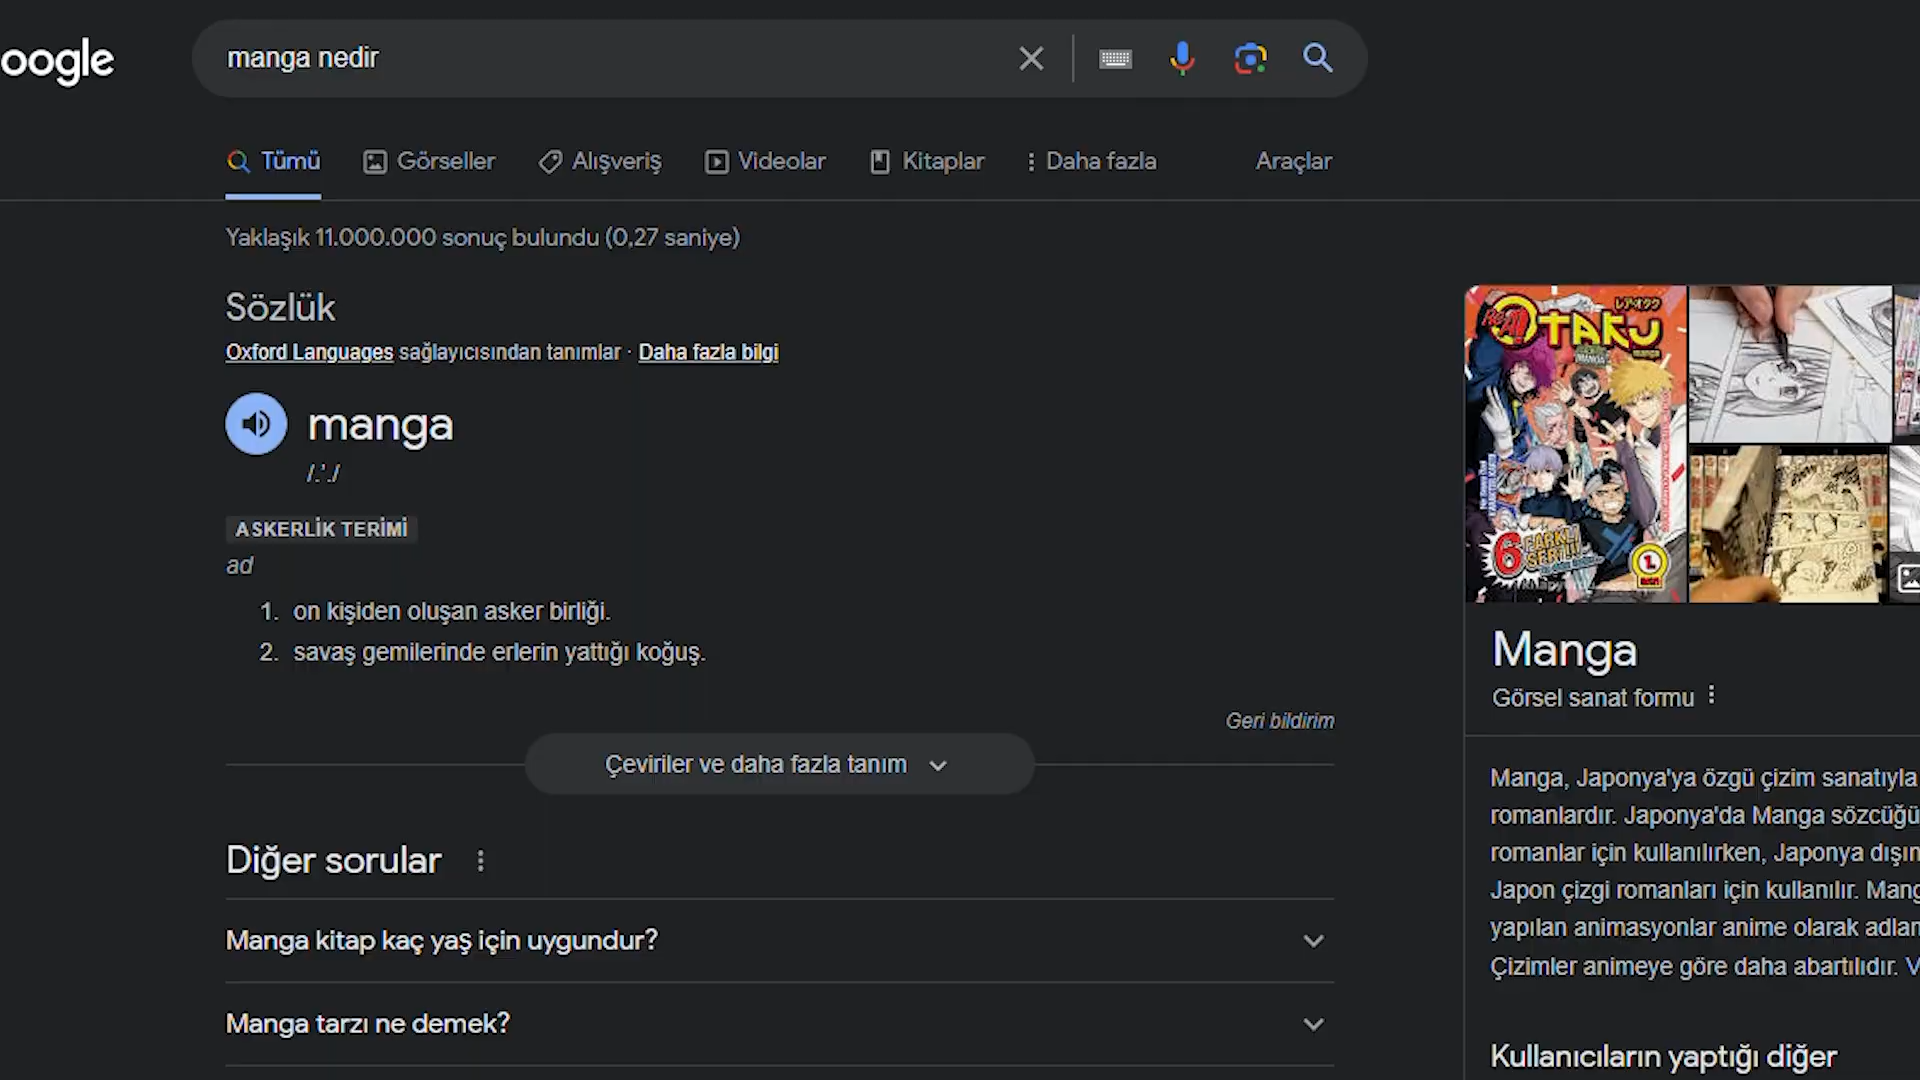 oogle
manga nedir
Tümü
Görseller
Alışveriş
Videolar
Kitaplar
Daha fazla
Araçlar
Yaklaşık 11.000.000 sonuç bulundu (0,27 saniye)
Sözlük
Oxford Languages sağlayıcısından tanımlar · Daha fazla bilgi
manga
/.'./
ASKERLİK TERİMİ
ad
1. on kişiden oluşan asker birliği.
2. savaş gemilerinde erlerin yattığı koğuş.
Geri bildirim
Çeviriler ve daha fazla tanım
Diğer sorular
Manga kitap kaç yaş için uygundur?
Manga tarzı ne demek?
OTAKU
manga
6 FARKLI
Manga
Görsel sanat formu
Manga, Japonya'ya özgü çizim sanatıyla
romanlardır. Japonya'da Manga sözcüğü
romanlar için kullanılırken, Japonya dışın
Japon çizgi romanları için kullanılır. Mang
yapılan animasyonlar anime olarak adlan
Çizimler animeye göre daha abartılıdır. V
Kullanıcıların yaptığı diğer